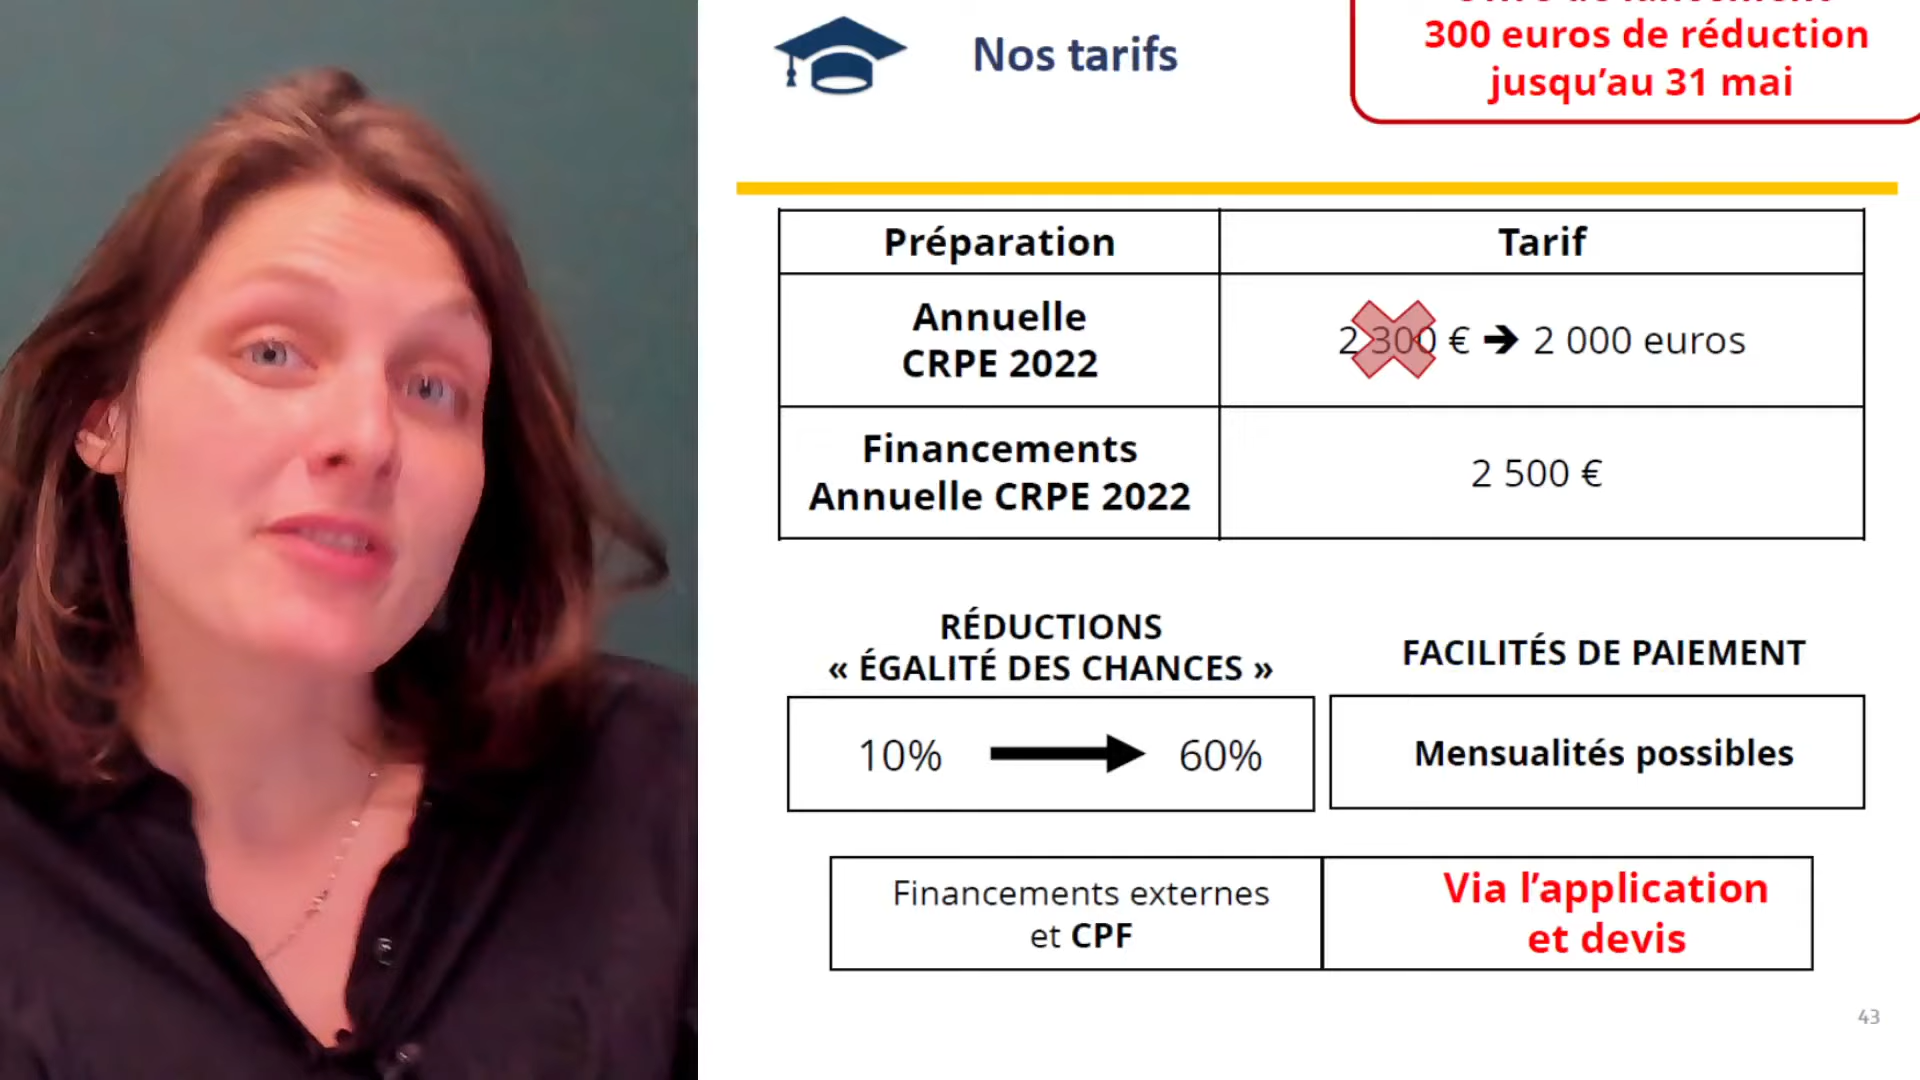 300 euros de réduction
jusqu’au 31 mai
Nos tarifs
Préparation
Tarif
Annuelle
CRPE 2022
2 300 € ➔ 2 000 euros
Financements
Annuelle CRPE 2022
2 500 €
RÉDUCTIONS
« ÉGALITÉ DES CHANCES »
10% 60%
FACILITÉS DE PAIEMENT
Mensualités possibles
Financements externes
et CPF
Via l’application
et devis
43